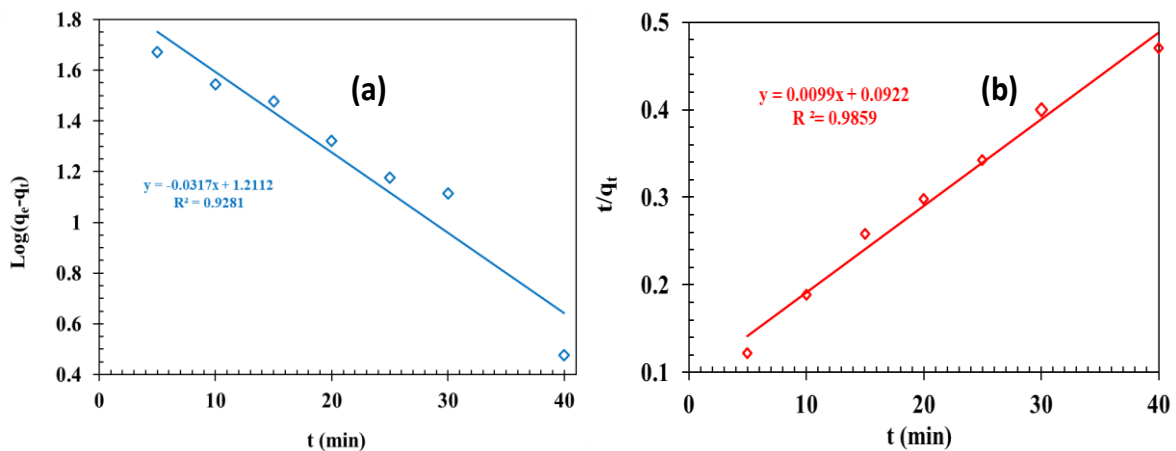 1.8
1.6
1.4
1.2
1
0.8
0.6
0.4
0
10
20
30
40
Log(qₑ-qₜ)
t (min)
(a)
y = -0.0317x + 1.2112
R² = 0.9281
0.5
0.4
0.3
0.2
0.1
0
10
20
30
40
t/qₜ
t (min)
(b)
y = 0.0099x + 0.0922
R ²= 0.9859